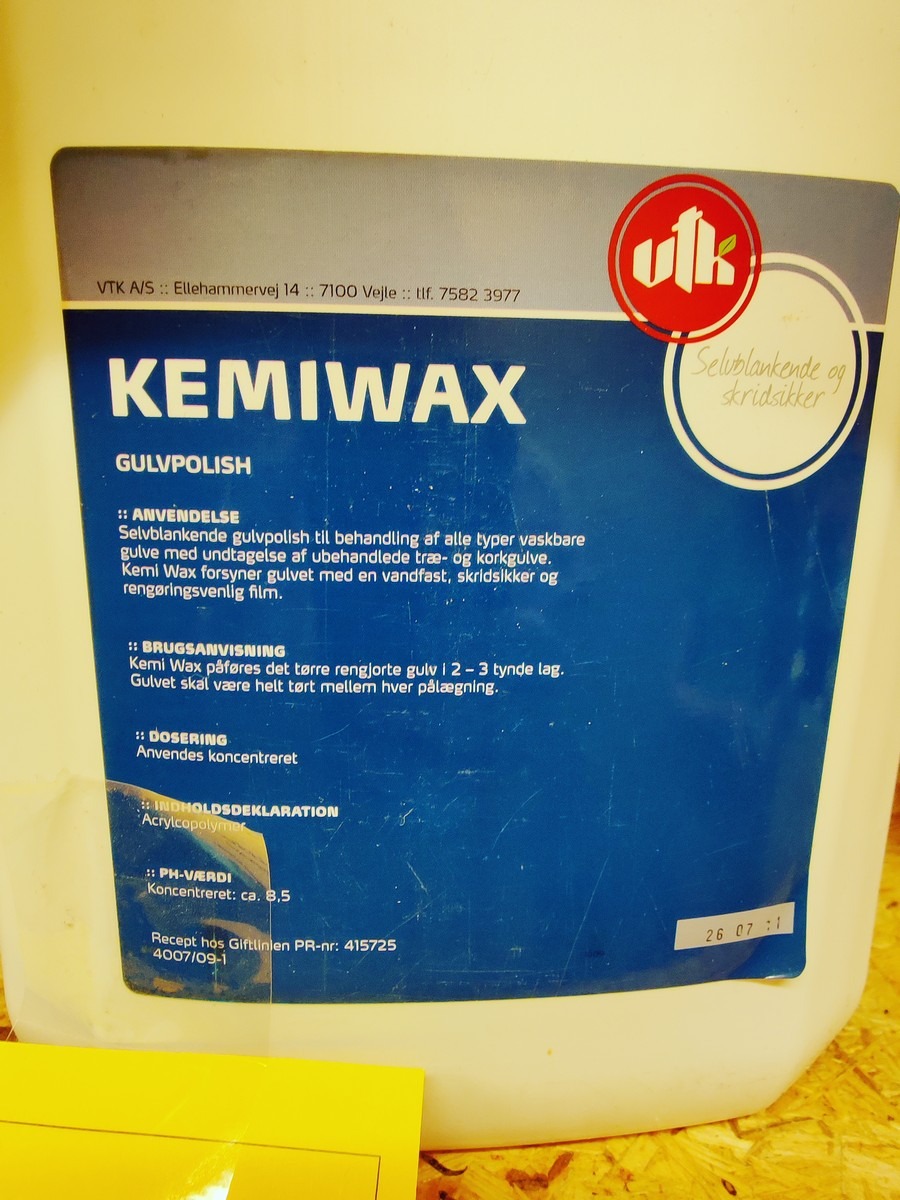 vtk
VTK A/S :: Ellehammervej 14 :: 7100 Vejle :: tlf. 7582 3977
Selvblankende og
skridsikker
KEMIWAX
GULVPOLISH
:: ANVENDELSE
Selvblankende gulvpolish til behandling af alle typer vaskbare
gulve med undtagelse af ubehandlede træ- og korkgulve.
Kemi Wax forsyner gulvet med en vandfast, skridsikker og
rengøringsvenlig film.
:: BRUGSANVISNING
Kemi Wax påføres det tørre rengjorte gulv i 2 – 3 tynde lag.
Gulvet skal være helt tørt mellem hver pålægning.
:: DOSERING
Anvendes koncentreret
:: INDHOLDSDEKLARATION
Acrylcopolymer
:: PH-VÆRDI
Koncentreret: ca. 8,5
Recept hos Giftlinien PR-nr: 415725
4007/09-1
26 07